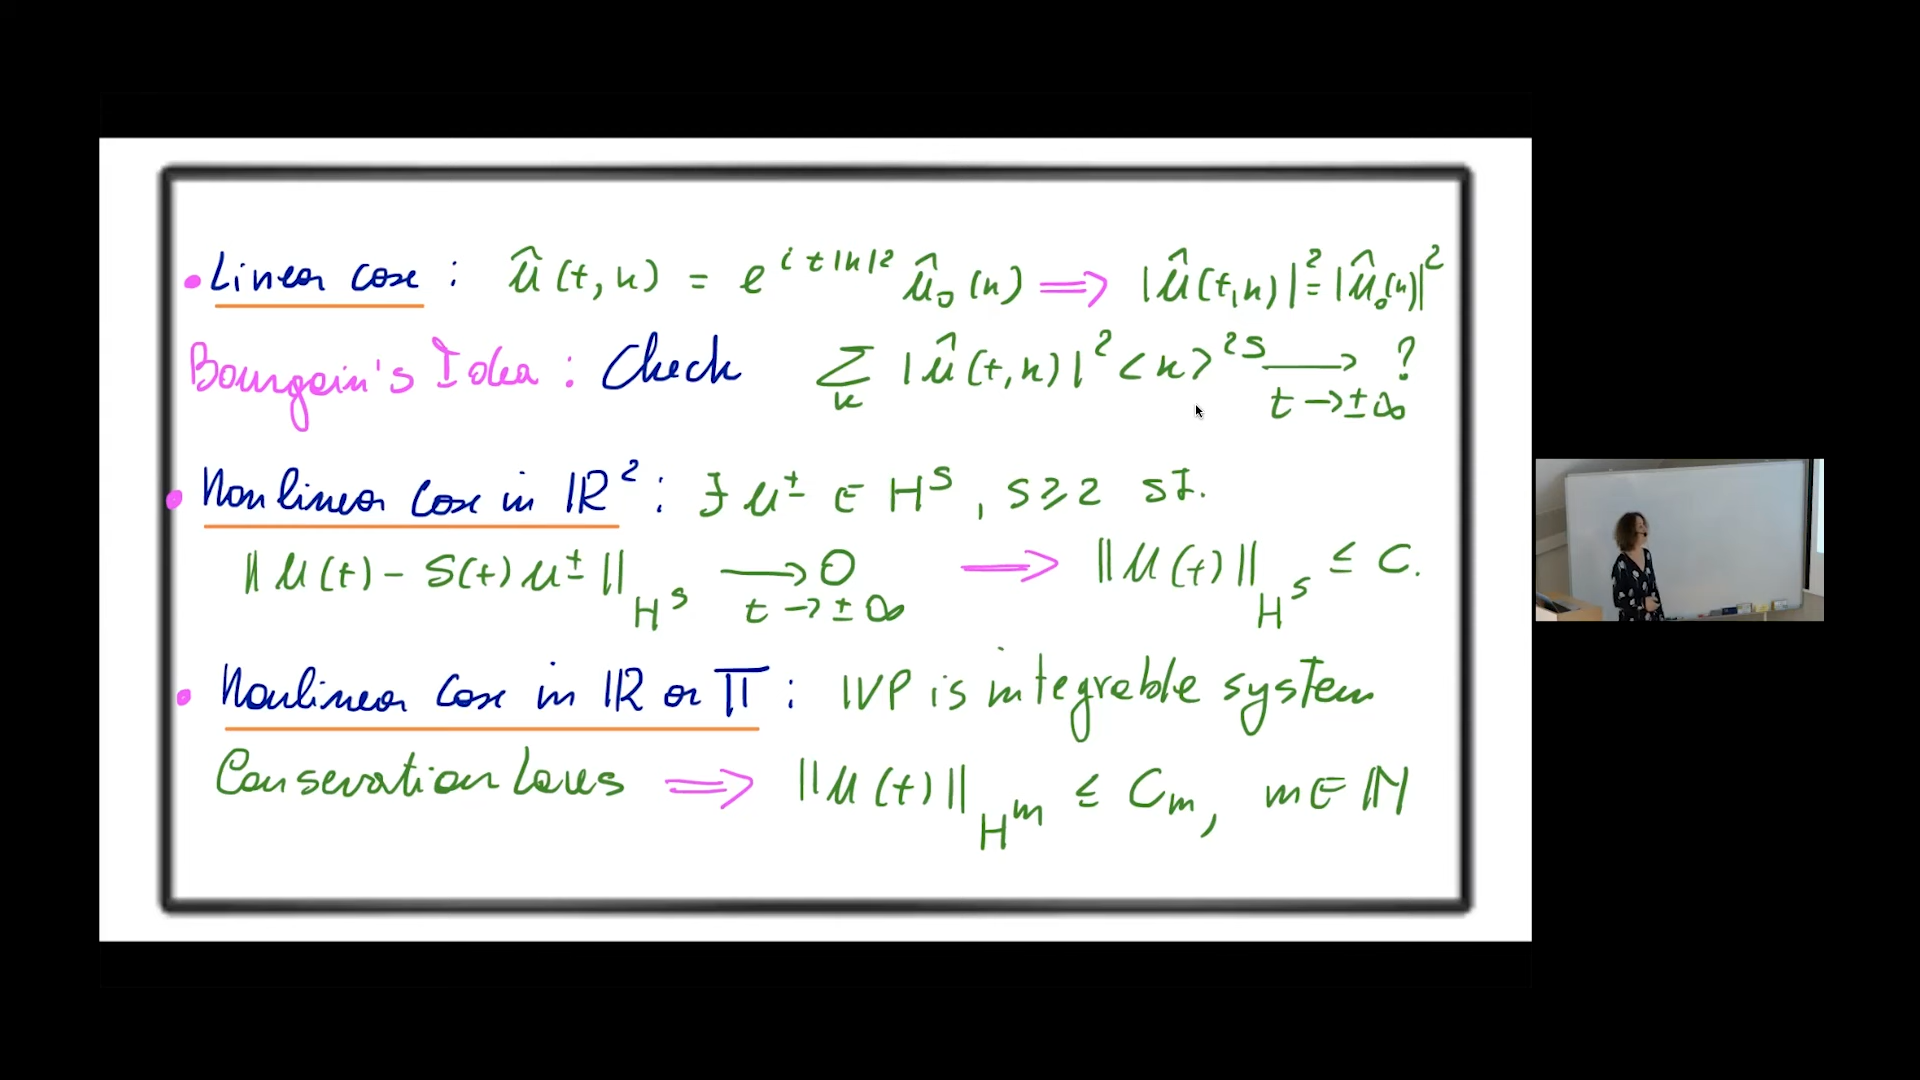 • Linear case : û(t,k) = e^{it|k|²} û₀(k) ⟹ |û(t,k)|² = |û₀(k)|²
Bourgain's Idea : Check Σ_k |û(t,k)|² <k>^{2s} ⟶_{t→±∞} ?
• Nonlinear case in ℝ² : ∃ u^± ∈ H^s, s ≥ 2 st.
‖u(t) - S(t)u^±‖_{H^s} ⟶_{t→±∞} 0 ⟹ ‖u(t)‖_{H^s} ≤ C.
• Nonlinear case in ℝ or 𝕋 : IVP is integrable system
Conservation Laws ⟹ ‖u(t)‖_{H^m} ≤ C_m, m ∈ ℕ